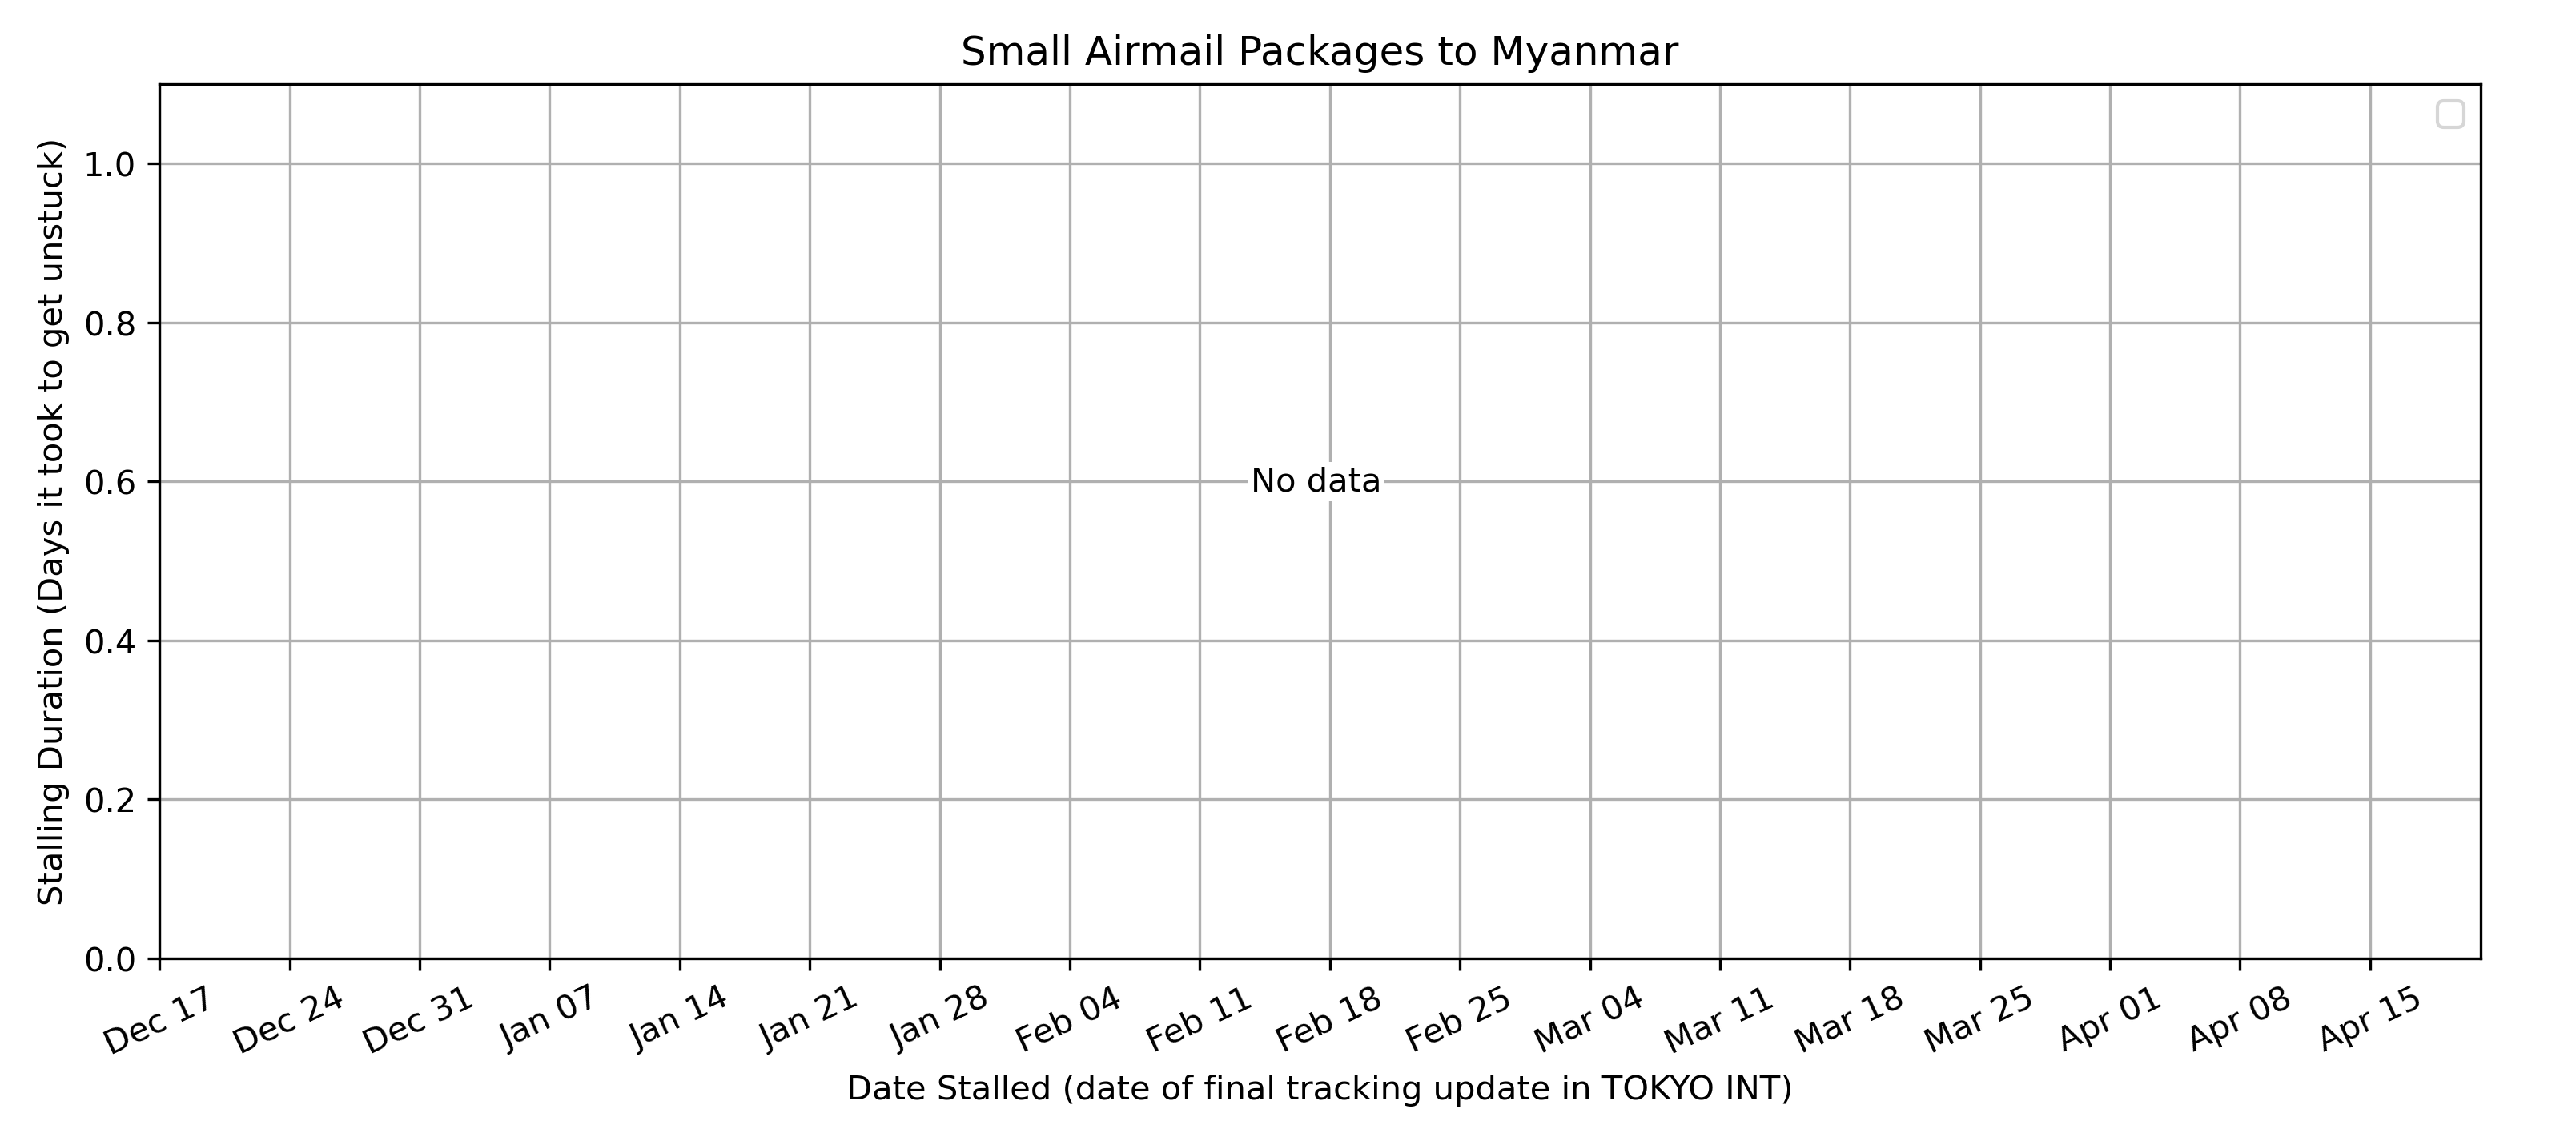 Small Airmail Packages to Myanmar
Stalling Duration (Days it took to get unstuck)
1.0
0.8
0.6
0.4
0.2
0.0
No data
Dec 17 Dec 24 Dec 31 Jan 07 Jan 14 Jan 21 Jan 28 Feb 04 Feb 11 Feb 18 Feb 25 Mar 04 Mar 11 Mar 18 Mar 25 Apr 01 Apr 08 Apr 15
Date Stalled (date of final tracking update in TOKYO INT)